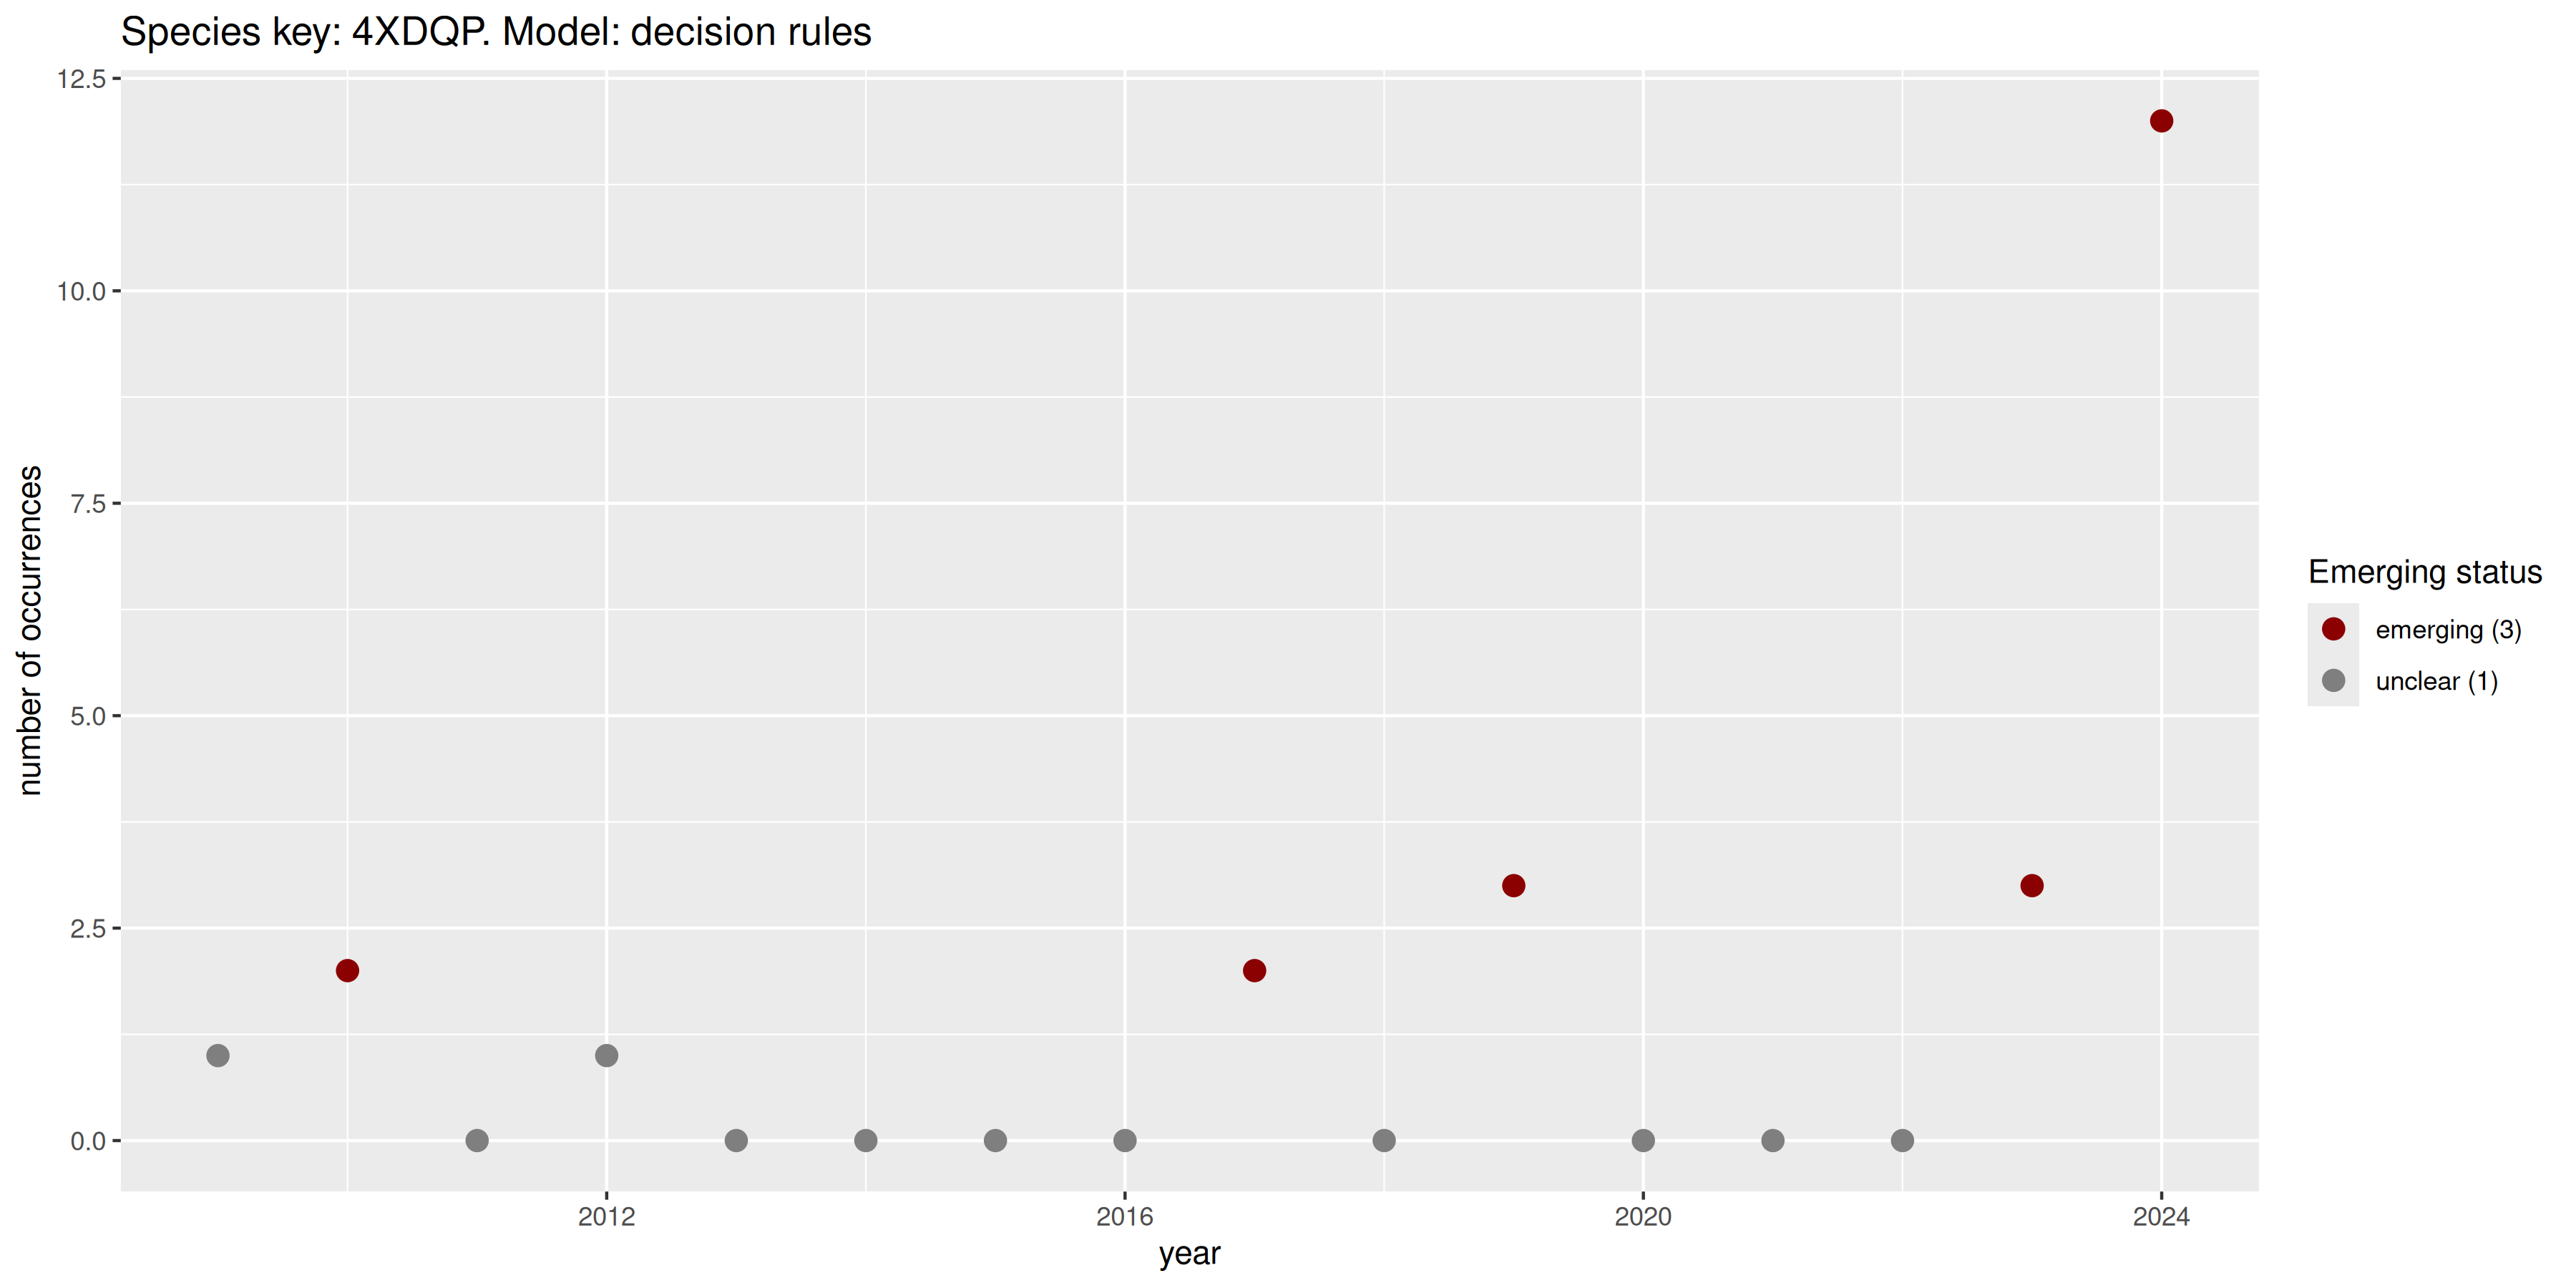 Species key: 4XDQP. Model: decision rules
12.5
10.0
7.5
5.0
2.5
0.0
number of occurrences
2012
2016
2020
2024
year
Emerging status
emerging (3)
unclear (1)